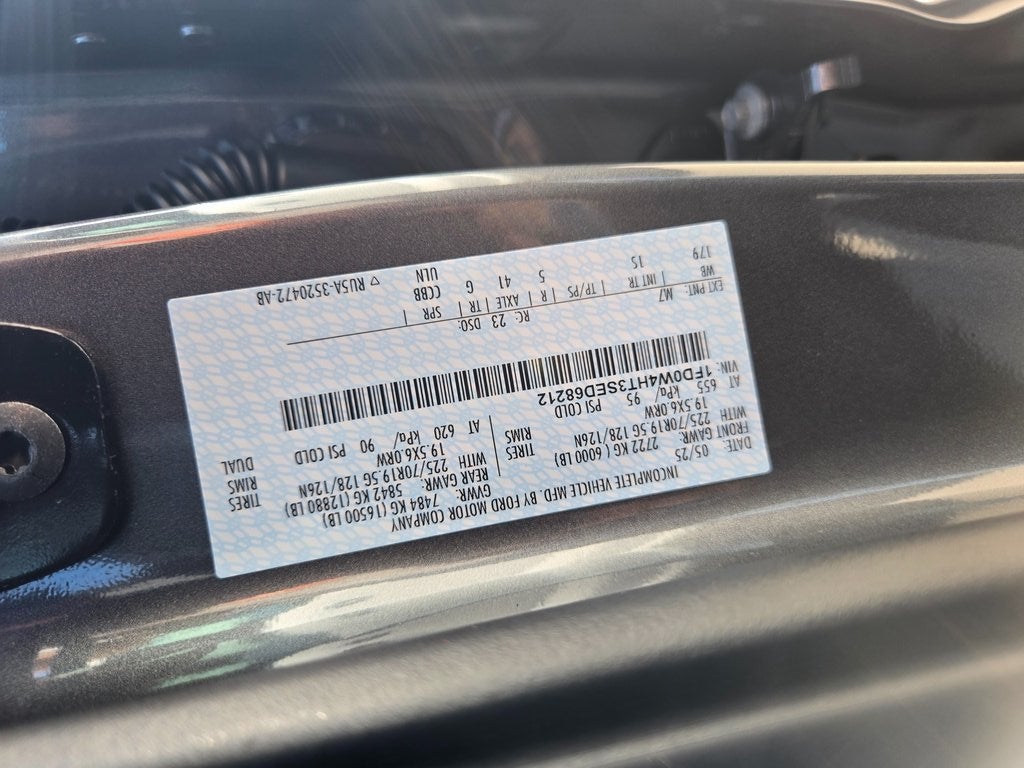 INCOMPLETE VEHICLE MFD. BY FORD MOTOR COMPANY
DATE: 05/25 GVWR: 7484 KG (16500 LB)
FRONT GAWR: 2722 KG ( 6000 LB) REAR GAWR: 5842 KG (12880 LB)
WITH 225/70R19.5G 128/126N TIRES WITH 225/70R19.5G 128/126N TIRES
19.5X6.0RW RIMS 19.5X6.0RW RIMS
AT 655 kPa/ 95 PSI COLD AT 620 kPa/ 90 PSI COLD DUAL
VIN: 1FD0W4HT3SED68212
EXT PNT: M7 RC: 23 DSO:
WB | INT TR | TP/PS | R | AXLE | TR | SPR
179 15 5 41 G CCBB
ULN
▽ RU5A-3520472-AB